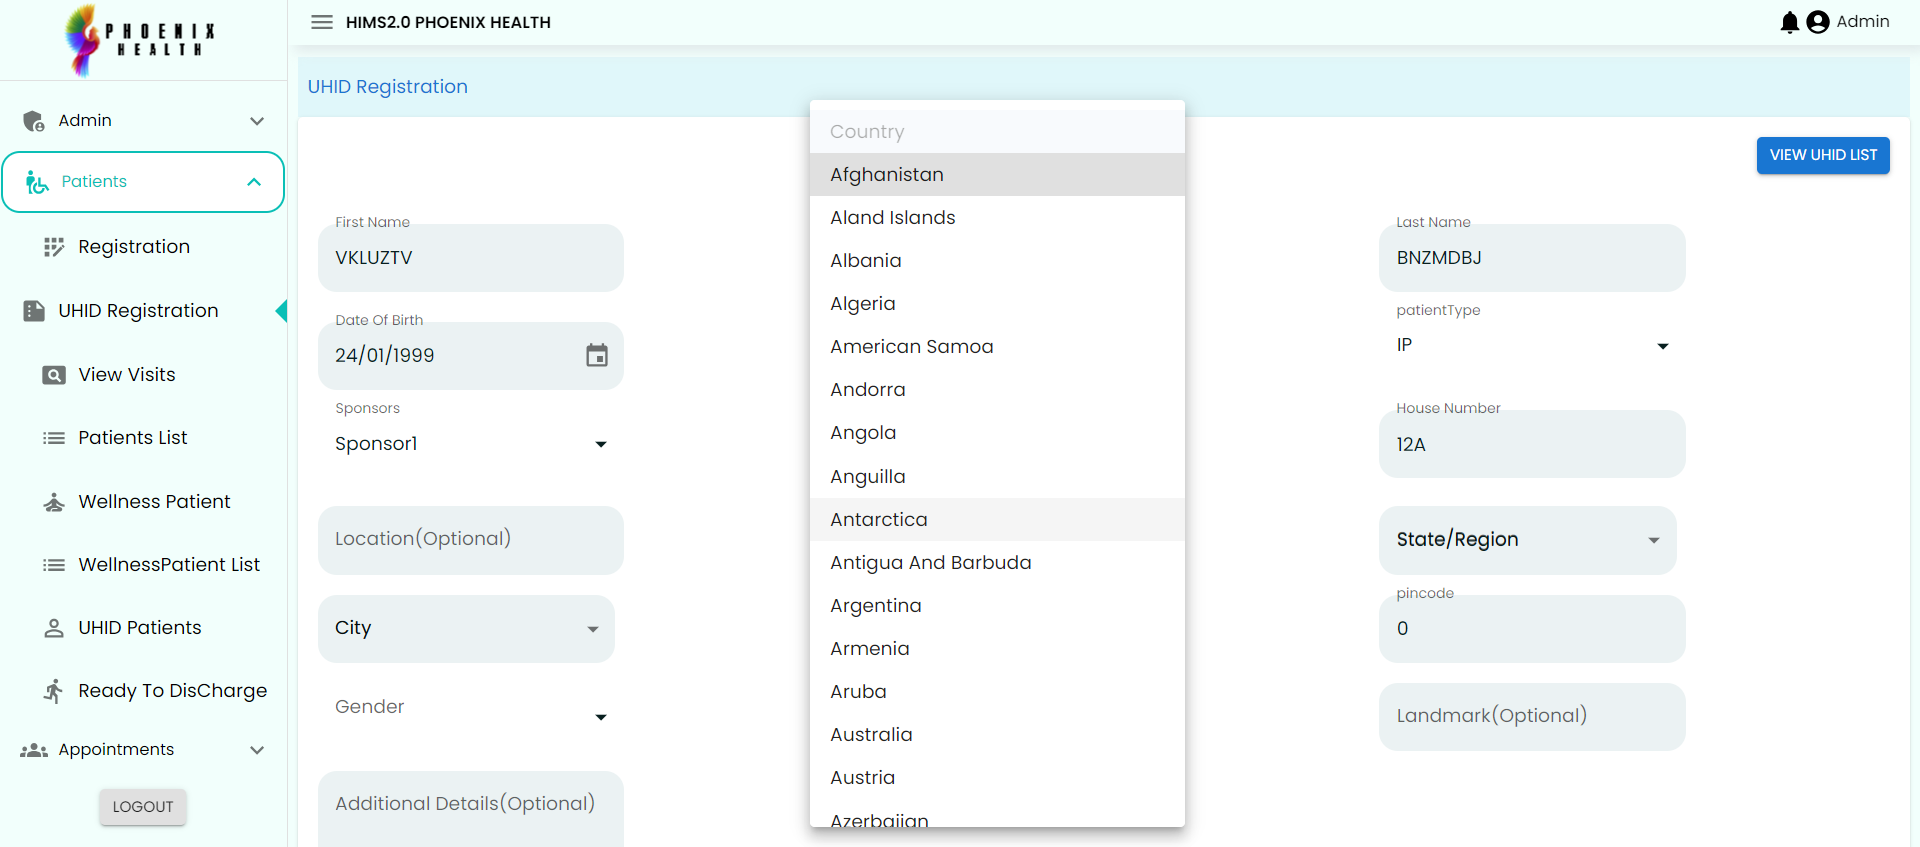 PHOENIX
HEALTH
HIMS2.0 PHOENIX HEALTH
Admin
Admin
Patients
Registration
UHID Registration
View Visits
Patients List
Wellness Patient
WellnessPatient List
UHID Patients
Ready To DisCharge
Appointments
LOGOUT
UHID Registration
VIEW UHID LIST
First Name
VKLUZTV
Last Name
BNZMDBJ
Date Of Birth
24/01/1999
patientType
IP
Sponsors
Sponsor1
House Number
12A
Location(Optional)
State/Region
City
pincode
0
Gender
Landmark(Optional)
Additional Details(Optional)
Country
Afghanistan
Aland Islands
Albania
Algeria
American Samoa
Andorra
Angola
Anguilla
Antarctica
Antigua And Barbuda
Argentina
Armenia
Aruba
Australia
Austria
Azerbaijan